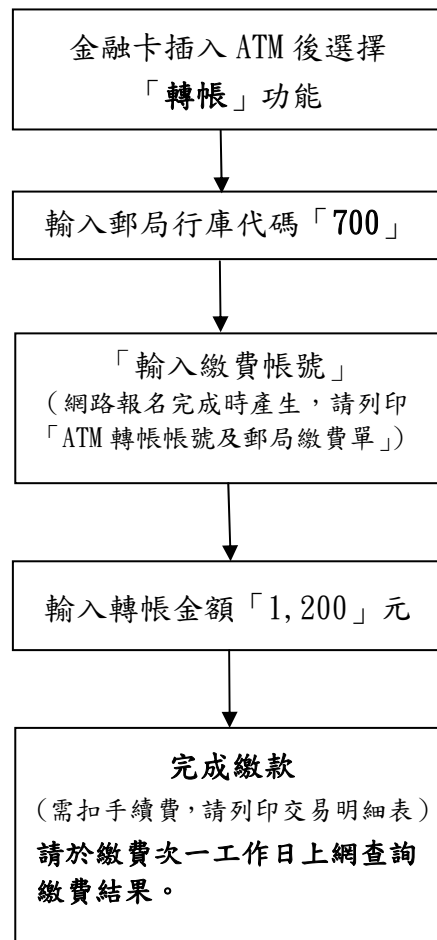 金融卡插入 ATM 後選擇
「轉帳」功能
輸入郵局行庫代碼「700」
「輸入繳費帳號」
（網路報名完成時產生，請列印
「ATM 轉帳帳號及郵局繳費單」）
輸入轉帳金額「1,200」元
完成繳款
（需扣手續費，請列印交易明細表）
請於繳費次一工作日上網查詢
繳費結果。